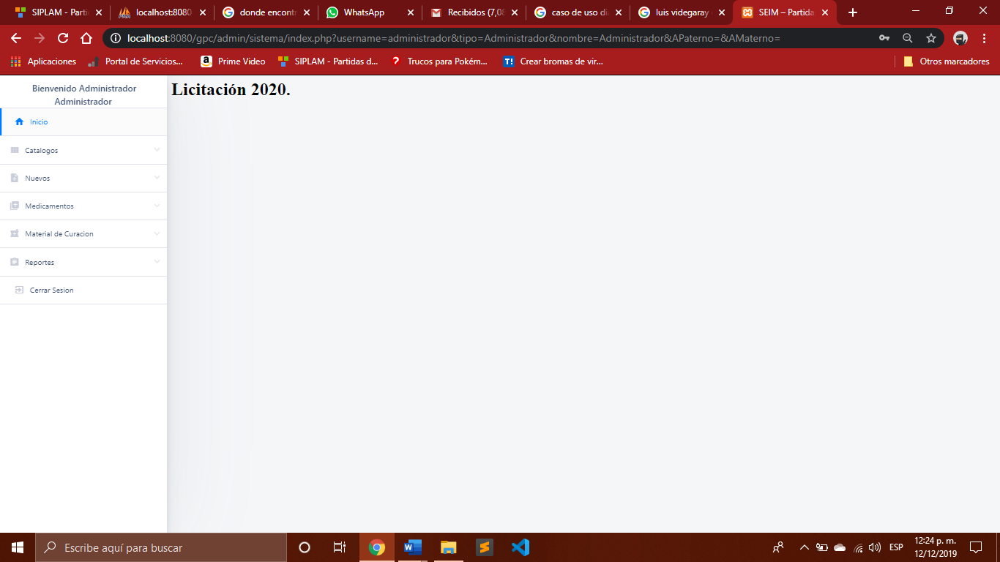 SIPLAM - Parti
localhost:8080
donde encontr
WhatsApp
Recibidos (7,08
caso de uso dia
luis videgaray
SEIM – Partida
localhost:8080/gpc/admin/sistema/index.php?username=administrador&tipo=Administrador&nombre=Administrador&APaterno=&AMaterno=
Aplicaciones
Portal de Servicios...
Prime Video
SIPLAM - Partidas d...
Trucos para Pokém...
T! Crear bromas de vir...
Otros marcadores
Bienvenido Administrador
Administrador
Licitación 2020.
Inicio
Catalogos
Nuevos
Medicamentos
Material de Curacion
Reportes
Cerrar Sesion
Escribe aquí para buscar
ESP
12:24 p. m.
12/12/2019